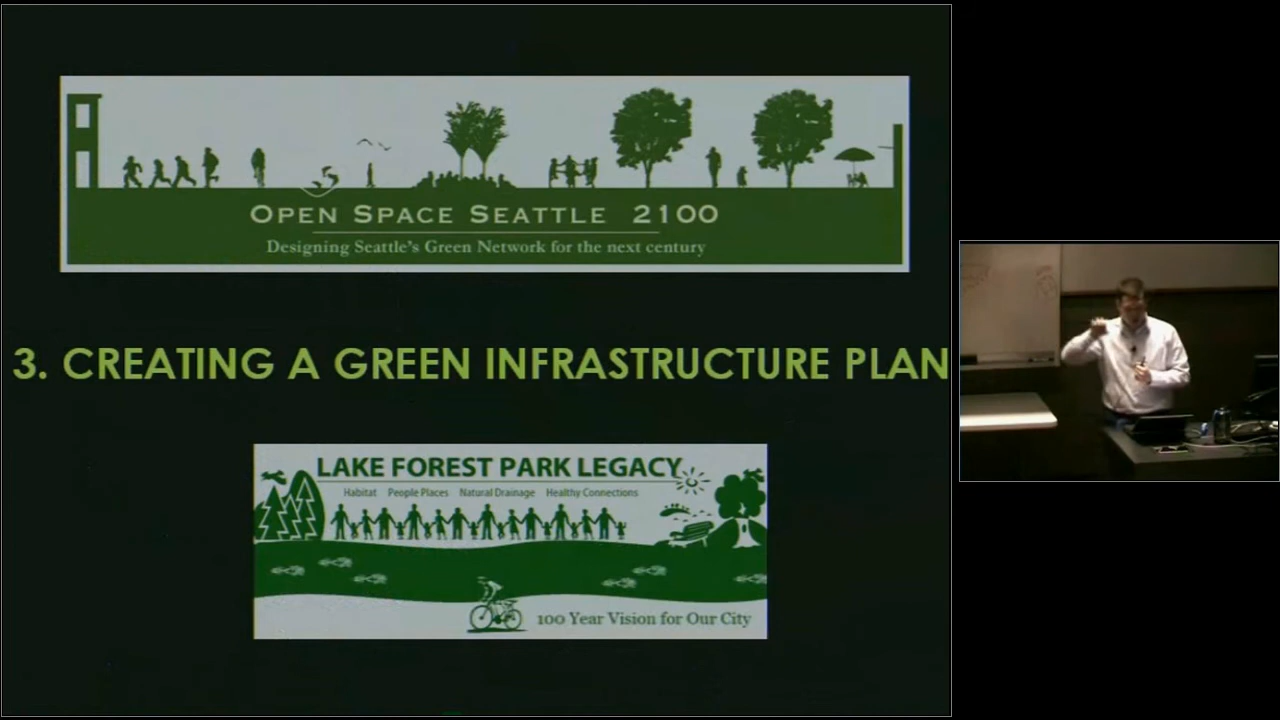 OPEN SPACE SEATTLE 2100
Designing Seattle's Green Network for the next century
3. CREATING A GREEN INFRASTRUCTURE PLAN
LAKE FOREST PARK LEGACY
Habitat People Places Natural Drainage Healthy Connections
100 Year Vision for Our City